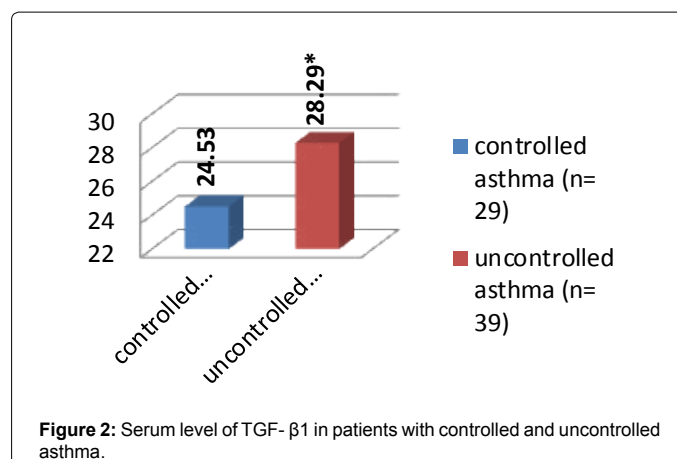 30
28
26
24
22
24.53
28.29*
controlled...
uncontrolled...
controlled
asthma (n=
29)
uncontrolled
asthma (n=
39)
Figure 2: Serum level of TGF- β1 in patients with controlled and uncontrolled
asthma.